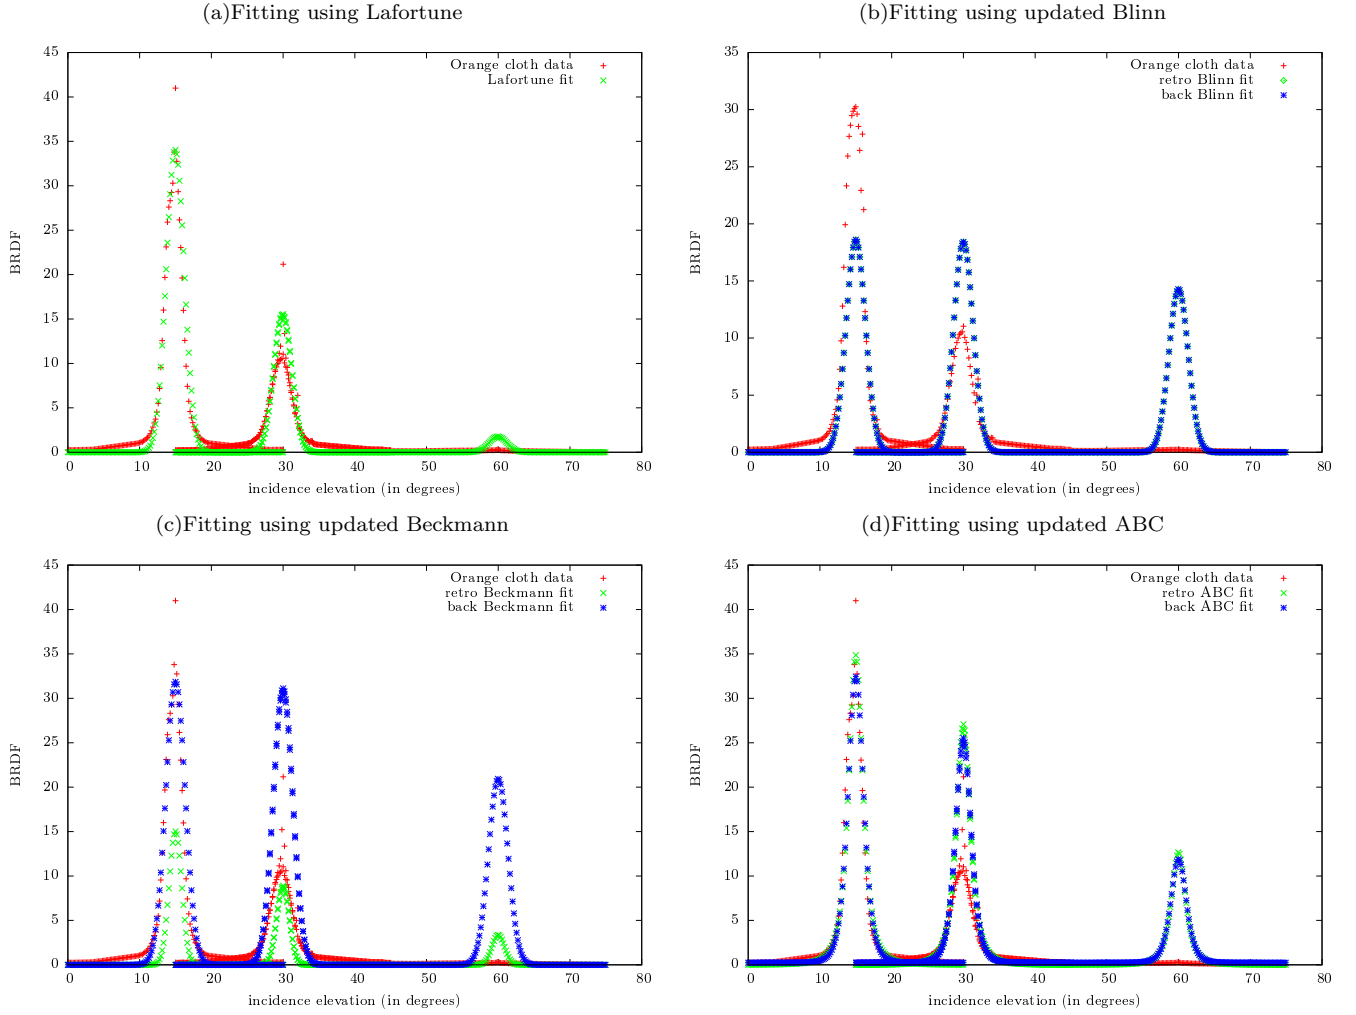 (a)Fitting using Lafortune
45
40
35
30
25
20
15
10
5
0
BRDF
Orange cloth data
Lafortune fit
0 10 20 30 40 50 60 70 80
incidence elevation (in degrees)
(b)Fitting using updated Blinn
35
30
25
20
15
10
5
0
BRDF
Orange cloth data
retro Blinn fit
back Blinn fit
0 10 20 30 40 50 60 70 80
incidence elevation (in degrees)
(c)Fitting using updated Beckmann
45
40
35
30
25
20
15
10
5
0
BRDF
Orange cloth data
retro Beckmann fit
back Beckmann fit
0 10 20 30 40 50 60 70 80
incidence elevation (in degrees)
(d)Fitting using updated ABC
45
40
35
30
25
20
15
10
5
0
BRDF
Orange cloth data
retro ABC fit
back ABC fit
0 10 20 30 40 50 60 70 80
incidence elevation (in degrees)